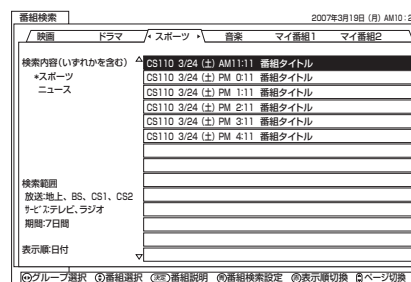 番組検索 2007年3月19日 (月) AM10:2
映画 ドラマ スポーツ 音楽 マイ番組1 マイ番組2
検索内容(いずれかを含む)
*スポーツ
ニュース
CS110 3/24 (土) AM11:11 番組タイトル
CS110 3/24 (土) PM 0:11 番組タイトル
CS110 3/24 (土) PM 1:11 番組タイトル
CS110 3/24 (土) PM 2:11 番組タイトル
CS110 3/24 (土) PM 3:11 番組タイトル
CS110 3/24 (土) PM 4:11 番組タイトル
検索範囲
放送:地上、BS、CS1、CS2
サービス:テレビ、ラジオ
期間:7日間
表示順:日付
グループ選択 番組選択 決定 番組説明 青 番組検索設定 表示順切換 ページ切換